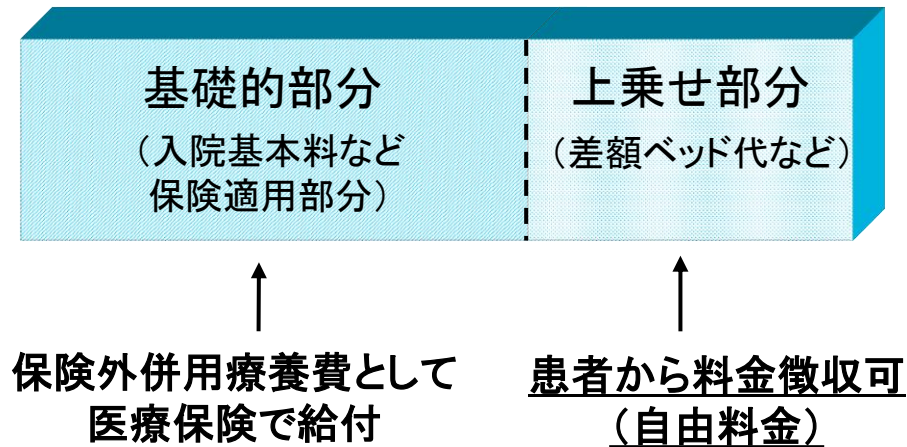 基礎的部分
（入院基本料など
保険適用部分）
上乗せ部分
（差額ベッド代など）
保険外併用療養費として
医療保険で給付
患者から料金徴収可
（自由料金）